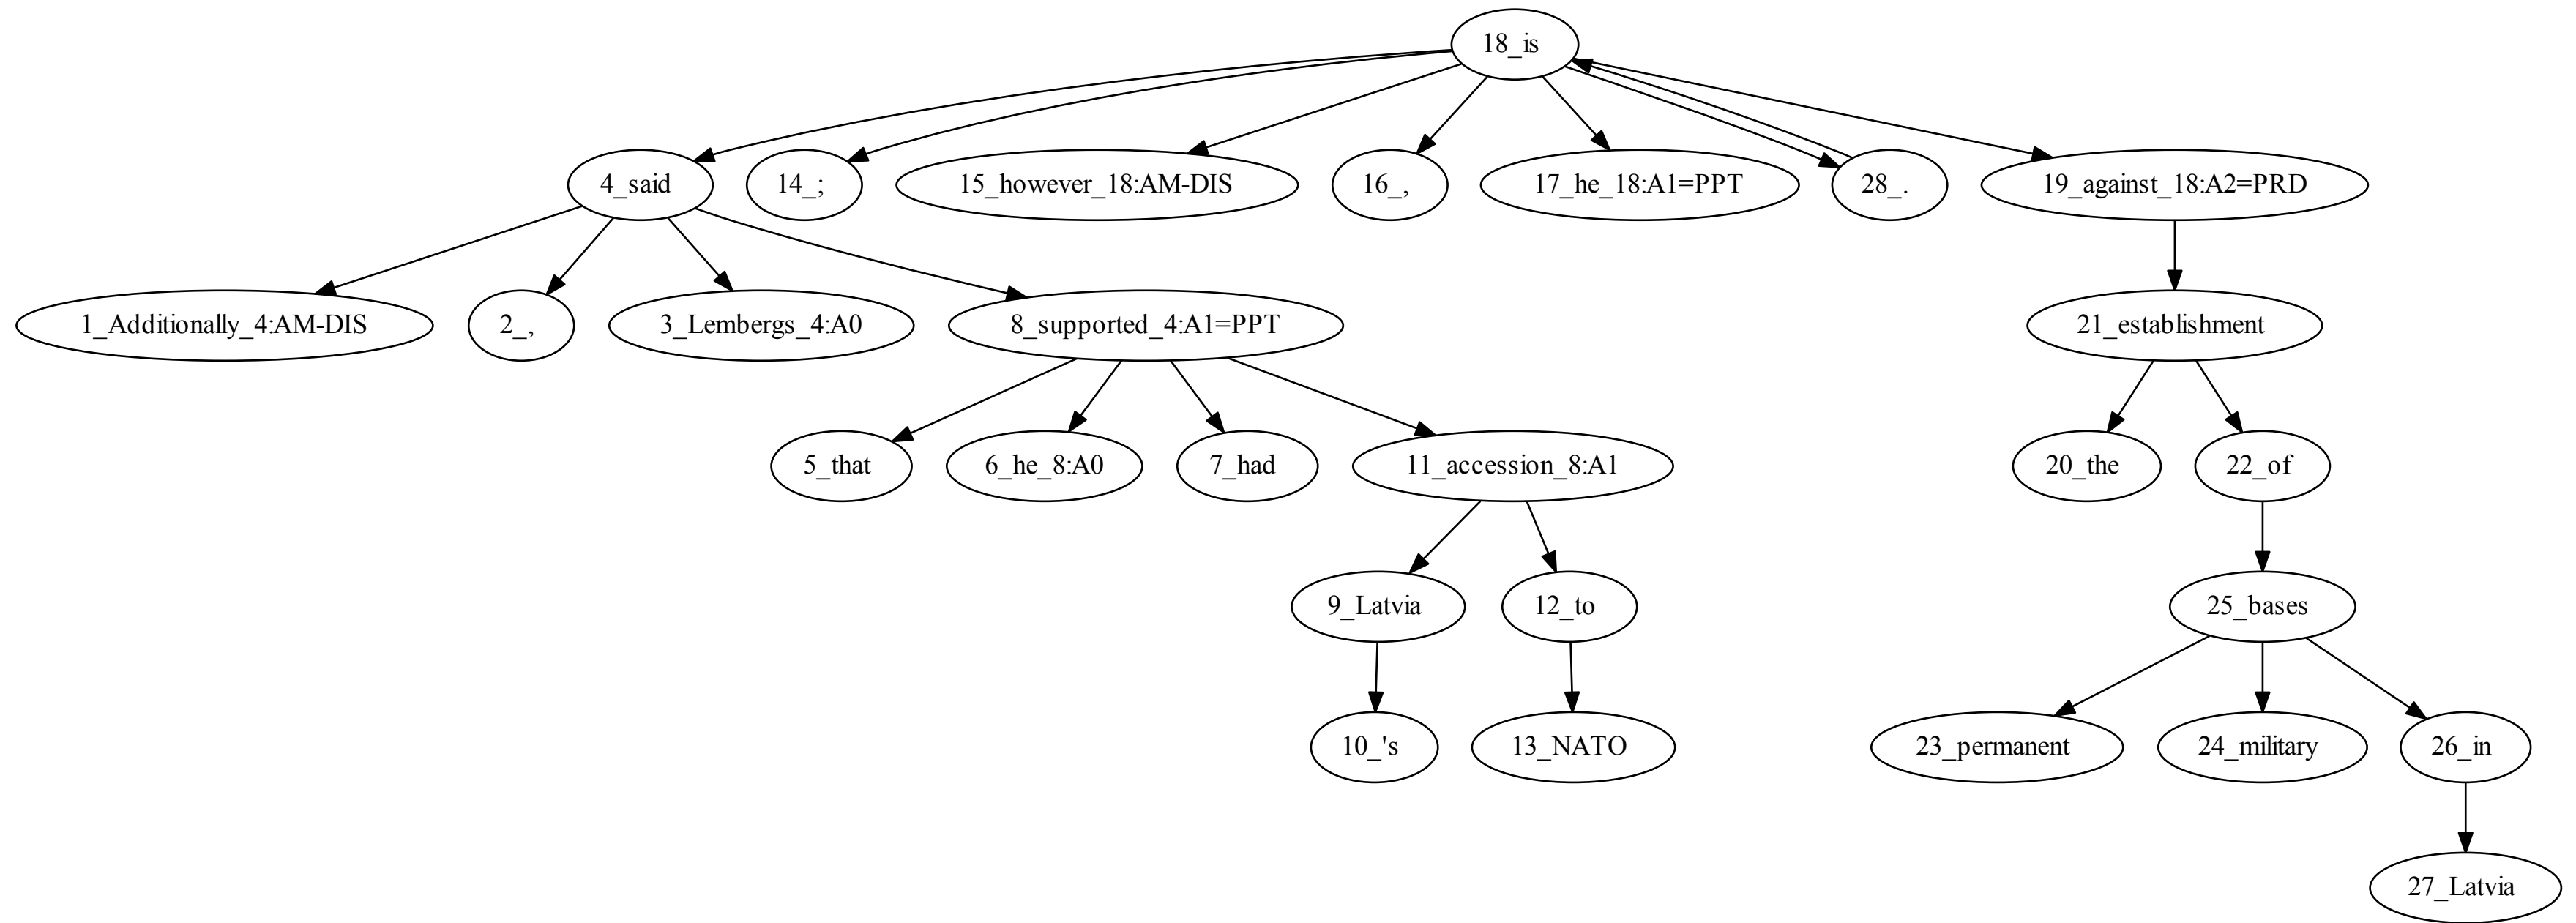 18_is
4_said
14_;
15_however_18:AM-DIS
16_,
17_he_18:A1=PPT
28_.
19_against_18:A2=PRD
1_Additionally_4:AM-DIS
2_,
3_Lembergs_4:A0
8_supported_4:A1=PPT
21_establishment
5_that
6_he_8:A0
7_had
11_accession_8:A1
20_the
22_of
9_Latvia
12_to
25_bases
10_'s
13_NATO
23_permanent
24_military
26_in
27_Latvia